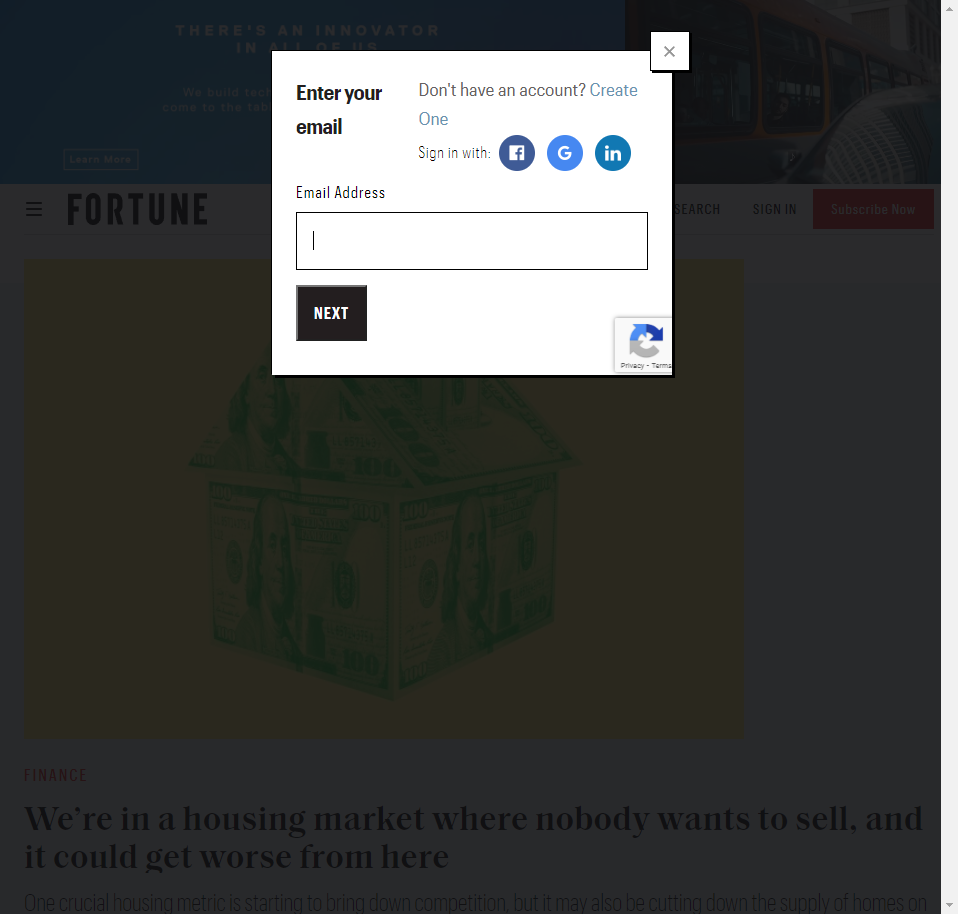 THERE'S AN INNOVATOR
IN ALL OF US
We build tech
come to the tab
Learn More
×
Enter your
email
Don't have an account? Create
One
Sign in with:
Email Address
NEXT
Privacy - Terms
FORTUNE
SEARCH
SIGN IN
Subscribe Now
FINANCE
We're in a housing market where nobody wants to sell, and
it could get worse from here
One crucial housing metric is starting to bring down competition, but it may also be cutting down the supply of homes on